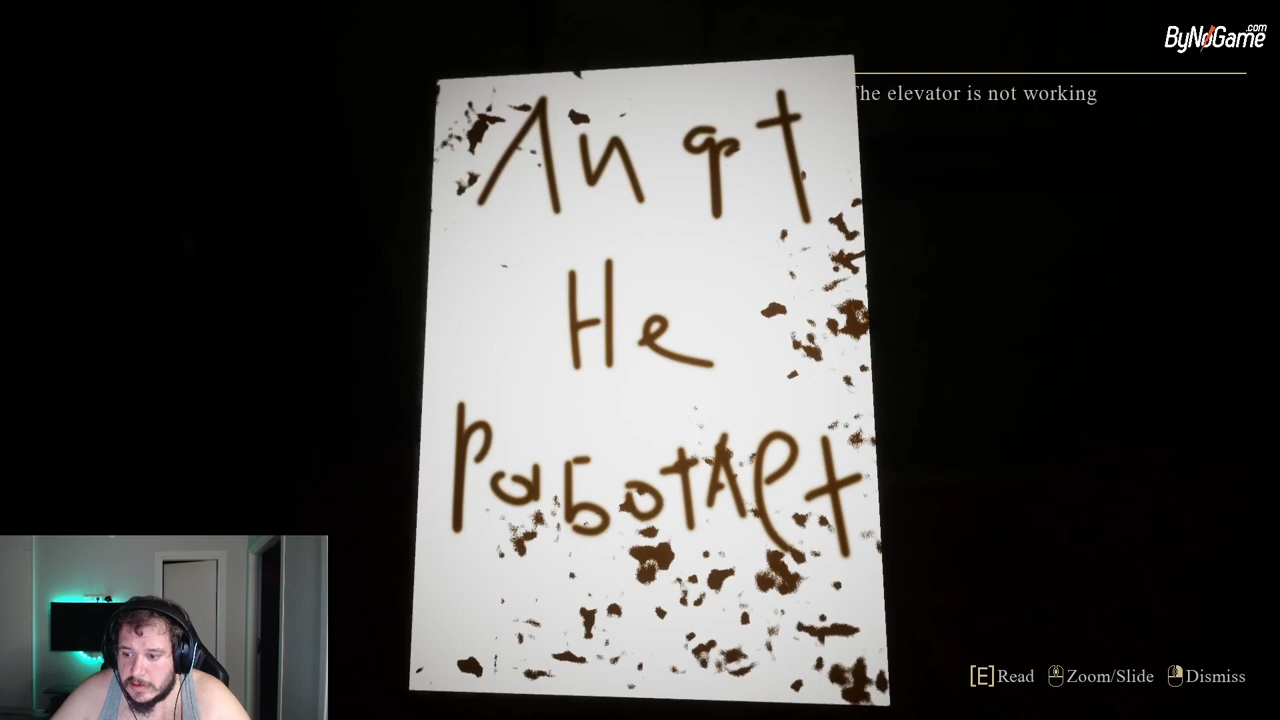 ByNoGame.com
The elevator is not working
Лифт
Не
работает
[E]Read Zoom/Slide Dismiss